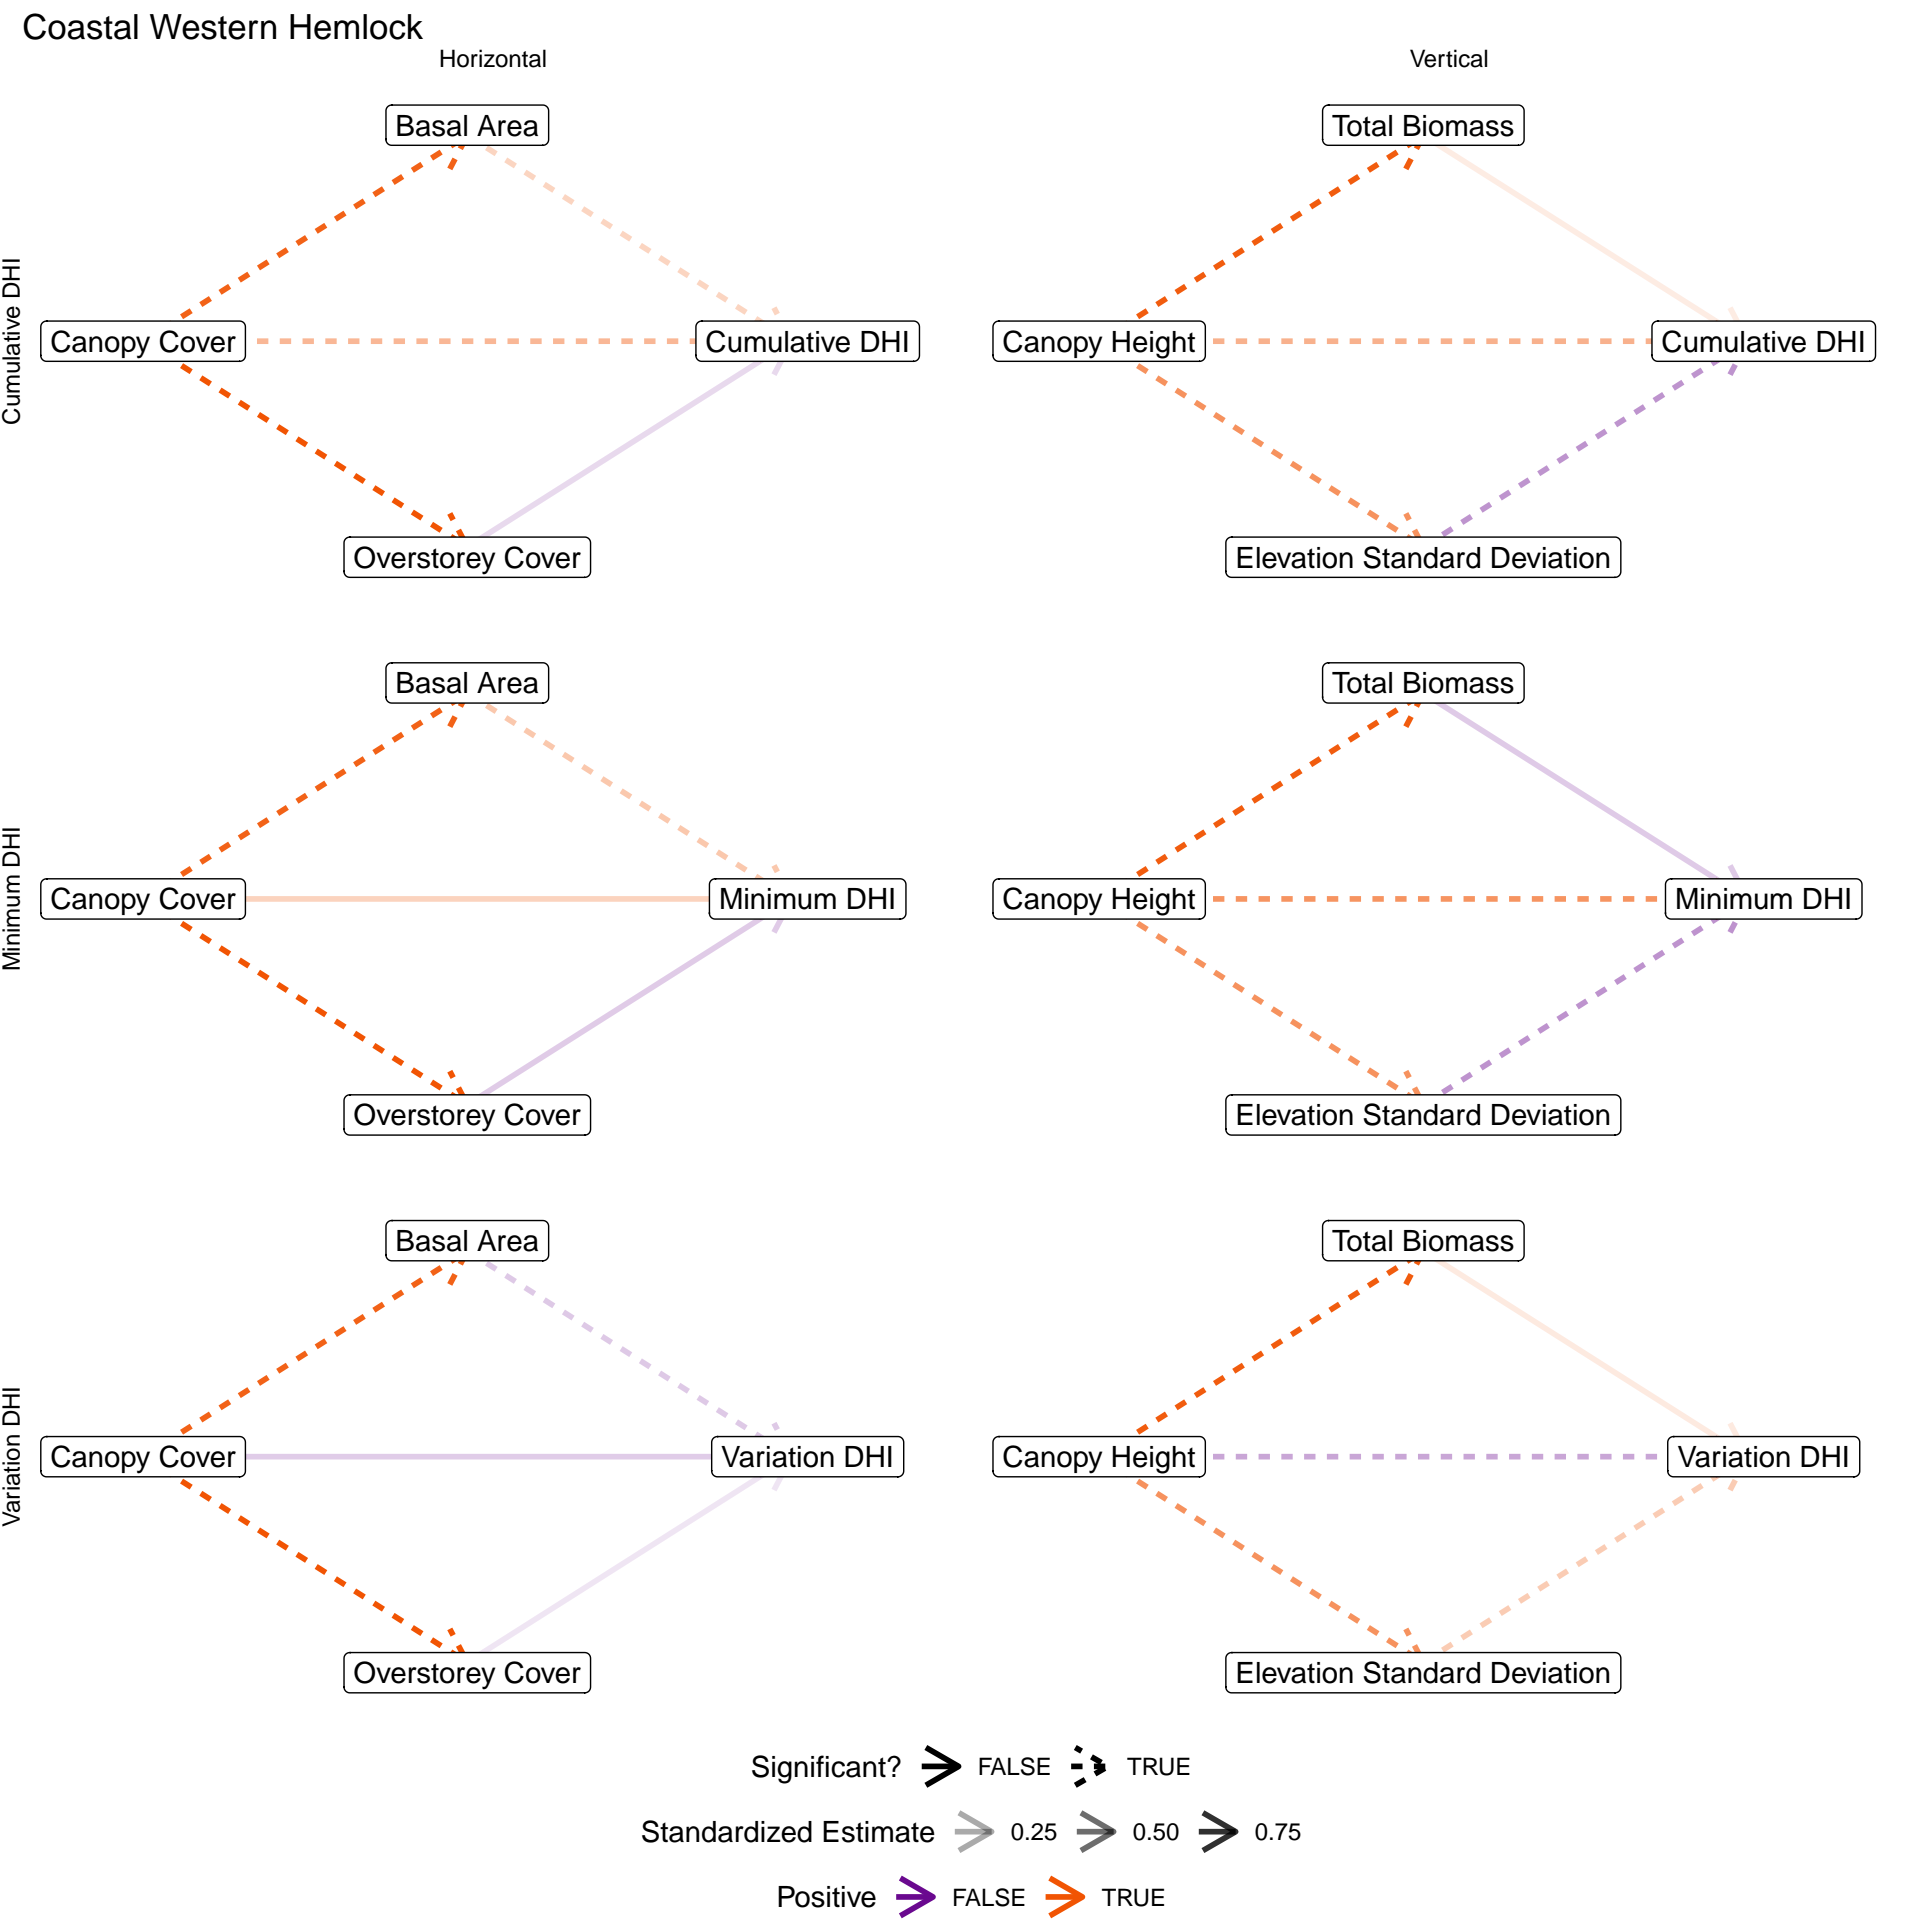 Coastal Western Hemlock
Horizontal
Vertical
Cumulative DHI
Basal Area
Canopy Cover
Cumulative DHI
Overstorey Cover
Total Biomass
Canopy Height
Cumulative DHI
Elevation Standard Deviation
Minimum DHI
Basal Area
Canopy Cover
Minimum DHI
Overstorey Cover
Total Biomass
Canopy Height
Minimum DHI
Elevation Standard Deviation
Variation DHI
Basal Area
Canopy Cover
Variation DHI
Overstorey Cover
Total Biomass
Canopy Height
Variation DHI
Elevation Standard Deviation
Significant? FALSE TRUE
Standardized Estimate 0.25 0.50 0.75
Positive FALSE TRUE